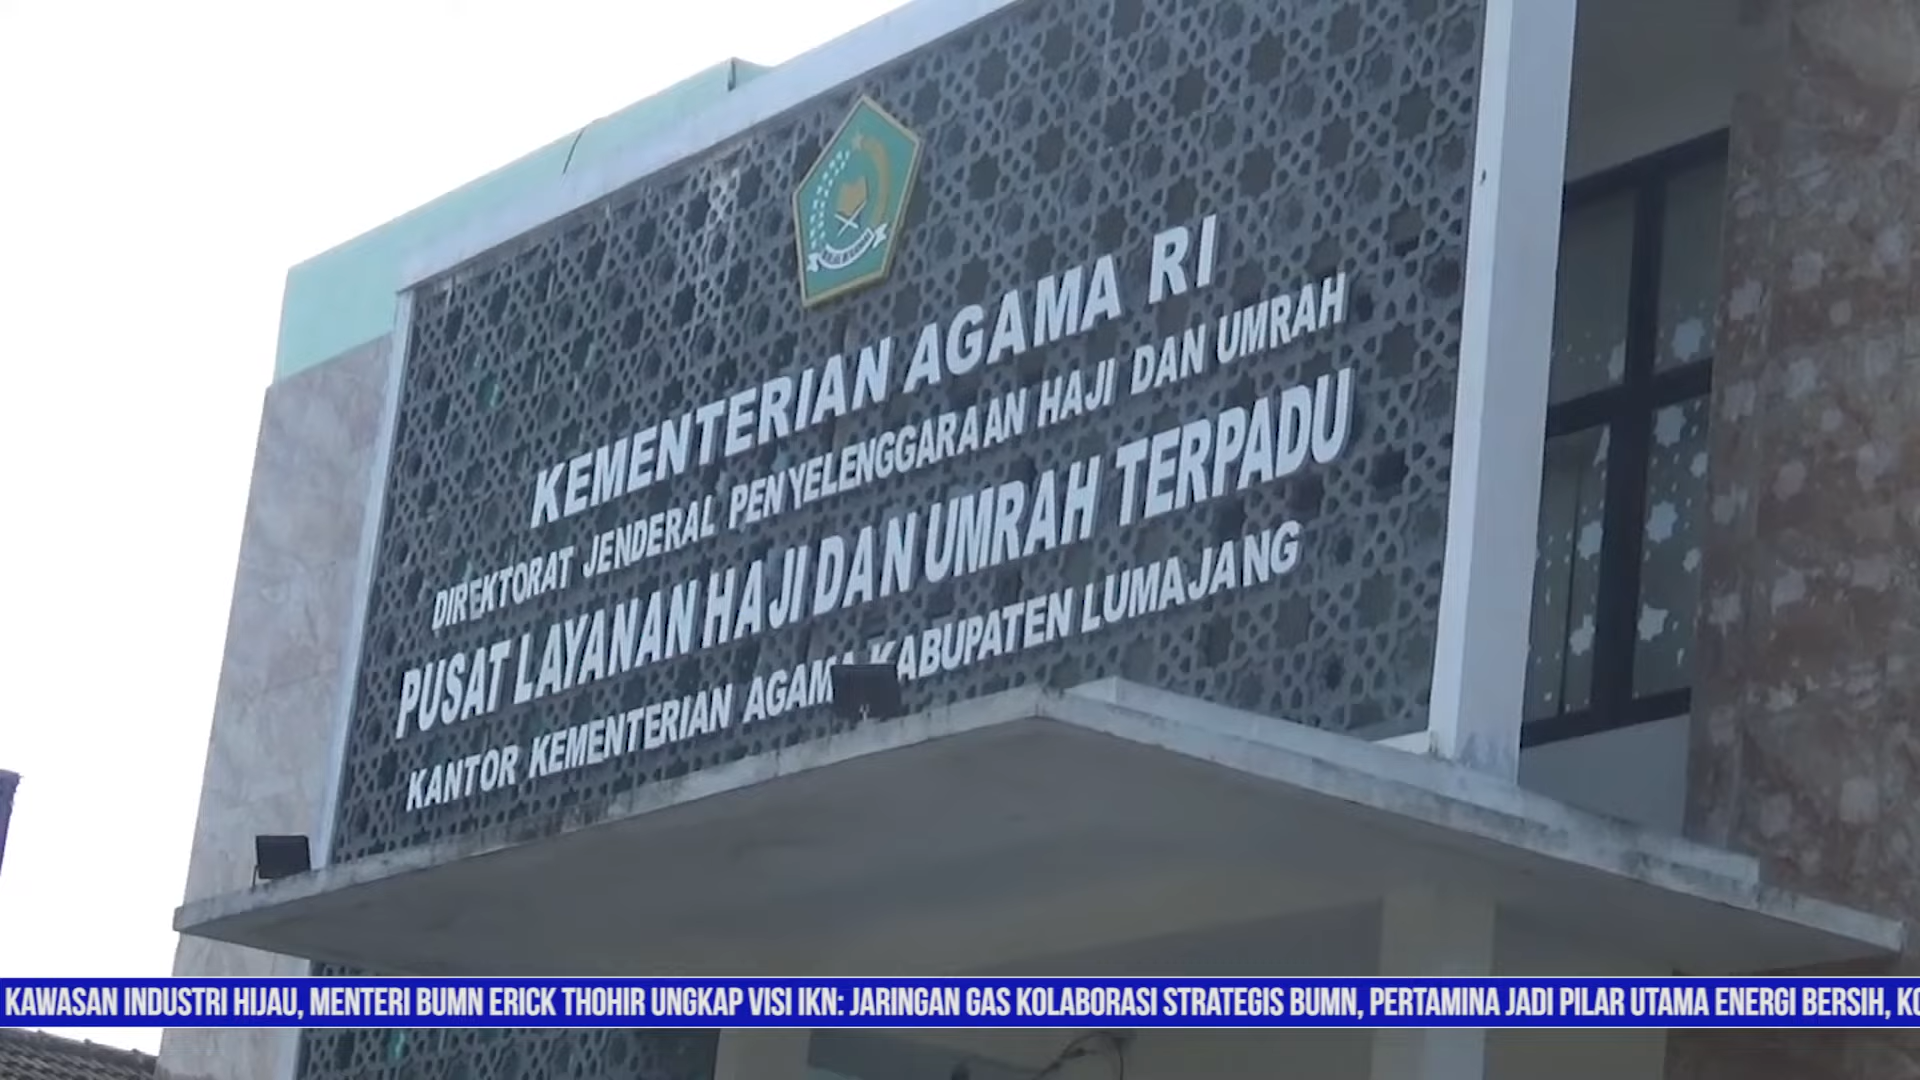 KEMENTERIAN AGAMA RI
DIREKTORAT JENDERAL PENYELENGGARAAN HAJI DAN UMRAH
PUSAT LAYANAN HAJI DAN UMRAH TERPADU
KANTOR KEMENTERIAN AGAMA KABUPATEN LUMAJANG
KAWASAN INDUSTRI HIJAU, MENTERI BUMN ERICK THOHIR UNGKAP VISI IKN: JARINGAN GAS KOLABORASI STRATEGIS BUMN, PERTAMINA JADI PILAR UTAMA ENERGI BERSIH,